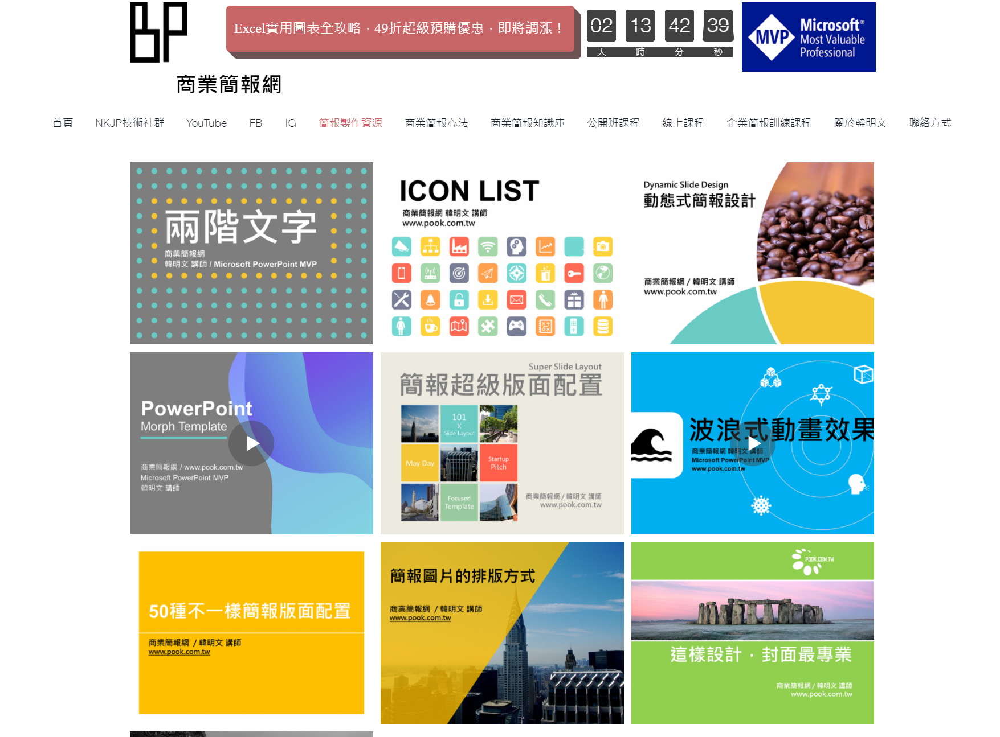 BP
Excel實用圖表全攻略，49折超級預購優惠，即將調漲！
02 13 42 39
天 時 分 秒
MVP
Microsoft®
Most Valuable
Professional
商業簡報網
首頁 NKJP技術社群 YouTube FB IG 簡報製作資源 商業簡報心法 商業簡報知識庫 公開班課程 線上課程 企業簡報訓練課程 關於韓明文 聯絡方式
兩階文字
商業簡報網
韓明文 講師 / Microsoft PowerPoint MVP
ICON LIST
商業簡報網 韓明文 講師
www.pook.com.tw
Dynamic Slide Design
動態式簡報設計
商業簡報網 / 韓明文 講師
www.pook.com.tw
PowerPoint
Morph Template
商業簡報網 / www.pook.com.tw
Microsoft PowerPoint MVP
韓明文 講師
Super Slide Layout
簡報超級版面配置
101
X
Slide Layout
May Day
Startup
Pitch
Focused
Template
商業簡報網 / 韓明文 講師
www.pook.com.tw
波浪式動畫效果
商業簡報網 韓明文 講師
Microsoft PowerPoint MVP
www.pook.com.tw
50種不一樣簡報版面配置
商業簡報網 / 韓明文 講師
www.pook.com.tw
簡報圖片的排版方式
商業簡報網 / 韓明文 講師
www.pook.com.tw
POOK.COM.TW
這樣設計，封面最專業
商業簡報網 / 韓明文 講師
www.pook.com.tw